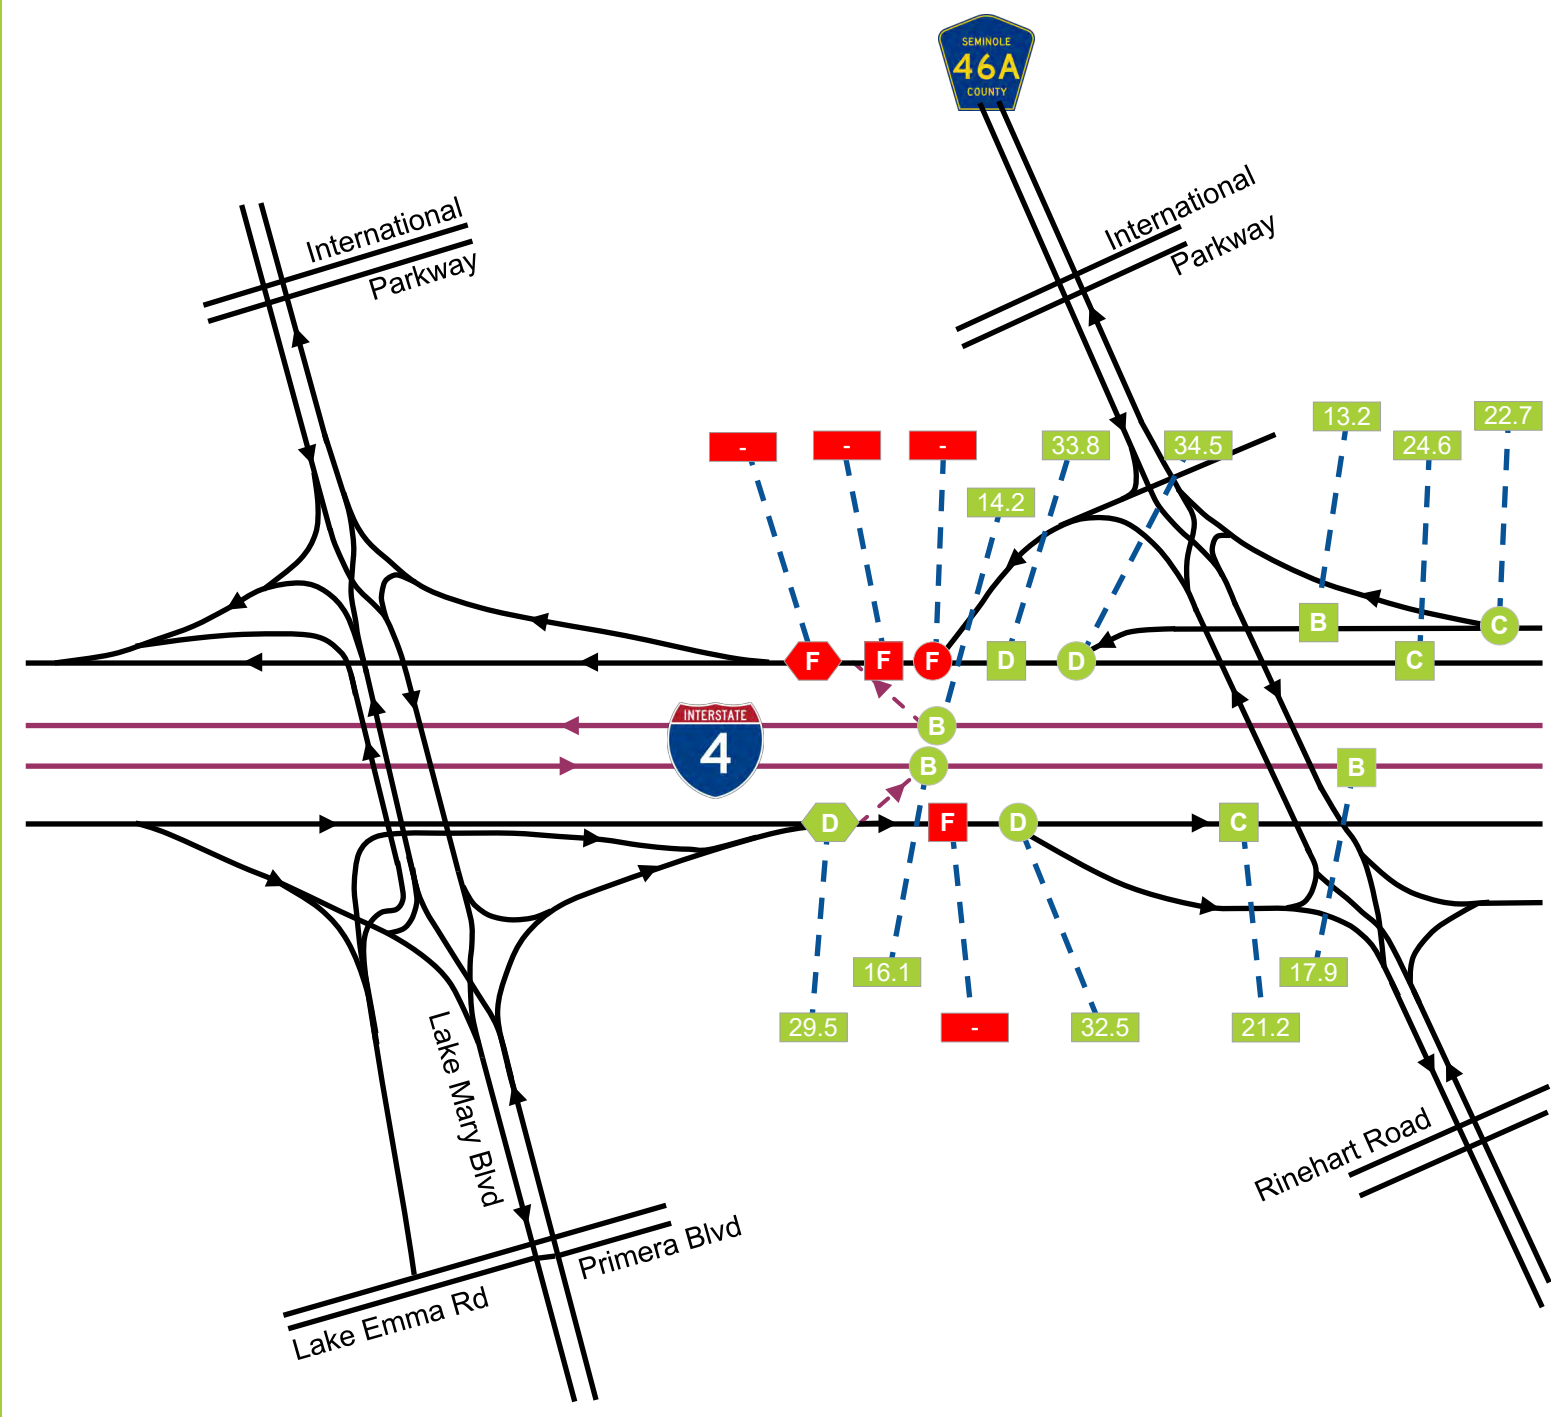 SEMINOLE
46A
COUNTY
International
Parkway
International
Parkway
13.2
22.7
-
-
-
33.8
34.5
24.6
14.2
B
C
F
F
F
D
D
C
INTERSTATE
4
B
B
B
D
F
D
C
16.1
17.9
29.5
-
32.5
21.2
Lake Mary Blvd
Rinehart Road
Primera Blvd
Lake Emma Rd